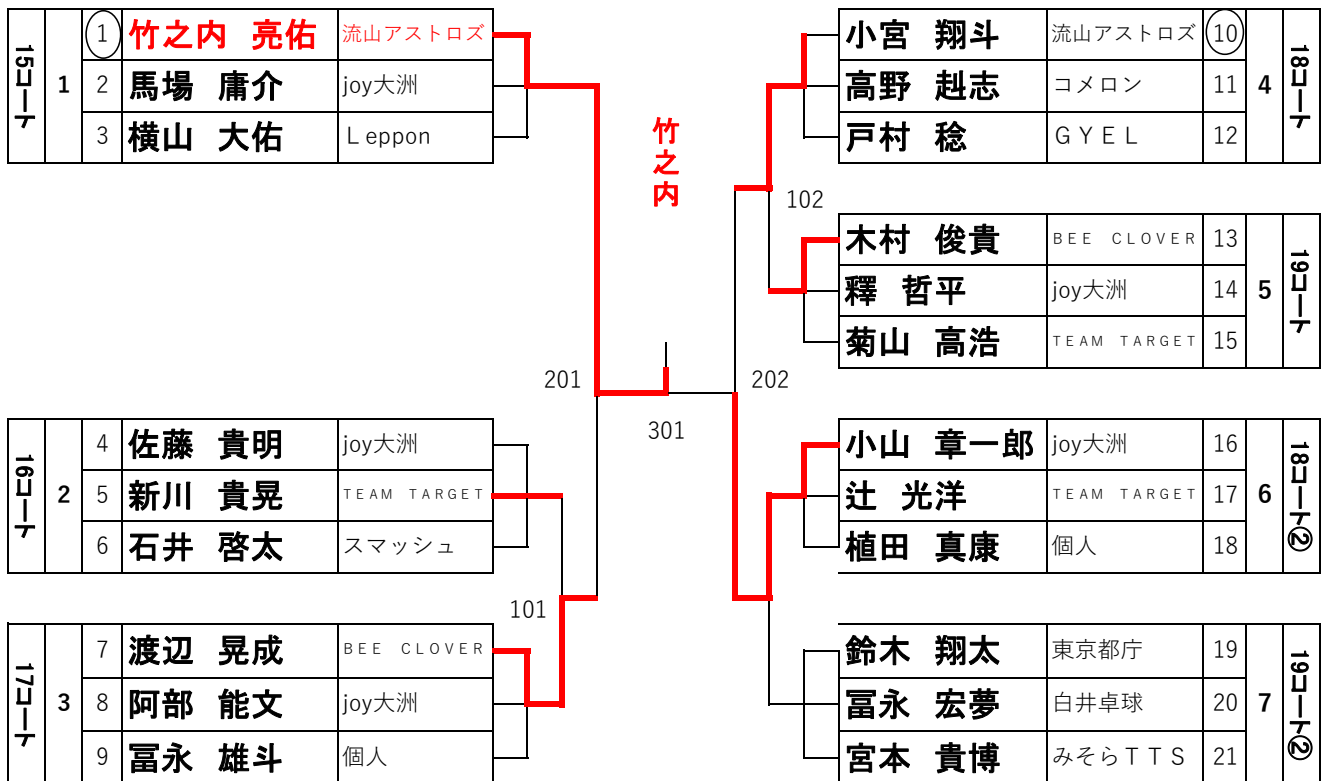 15コート 1 1 竹之内 亮佑 流山アストロズ
2 馬場 庸介 joy大洲
3 横山 大佑 Leppon
竹之内
小宮 翔斗 流山アストロズ 10 4 18コート
高野 赳志 コメロン 11
戸村 稔 GYEL 12
102
木村 俊貴 BEE CLOVER 13 5 19コート
釋 哲平 joy大洲 14
菊山 高浩 TEAM TARGET 15
201
202
301
16コート 2 4 佐藤 貴明 joy大洲
5 新川 貴晃 TEAM TARGET
6 石井 啓太 スマッシュ
小山 章一郎 joy大洲 16 6 18コート②
辻 光洋 TEAM TARGET 17
植田 真康 個人 18
101
17コート 3 7 渡辺 晃成 BEE CLOVER
8 阿部 能文 joy大洲
9 冨永 雄斗 個人
鈴木 翔太 東京都庁 19 7 19コート②
冨永 宏夢 白井卓球 20
宮本 貴博 みそらTTS 21